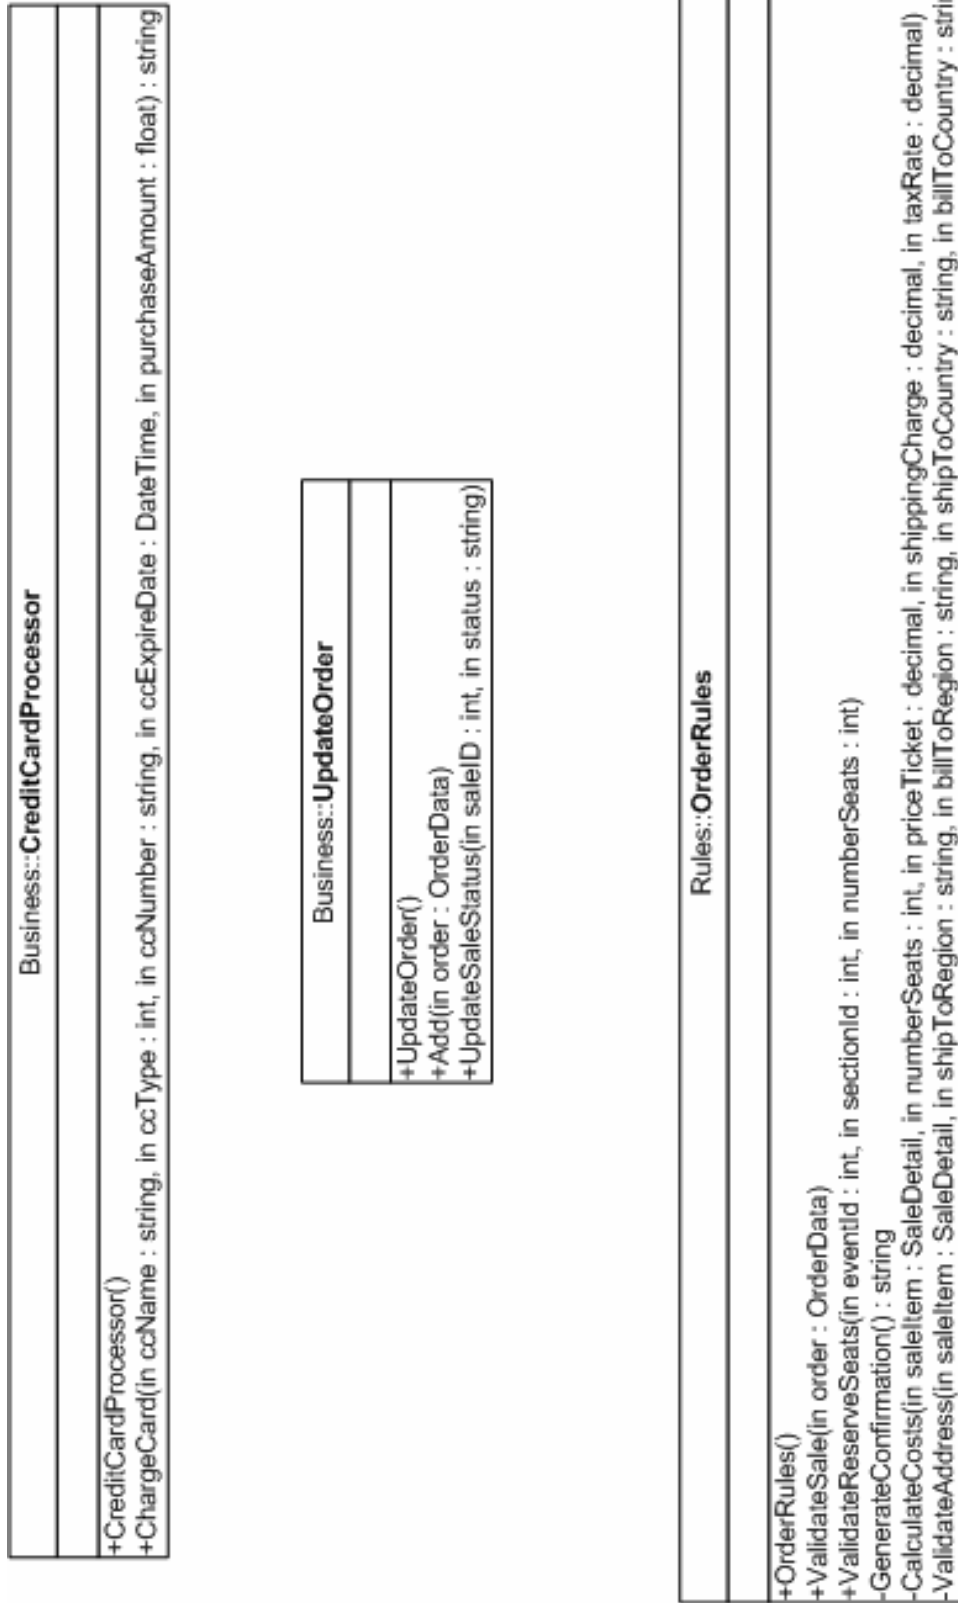 Business::CreditCardProcessor
+CreditCardProcessor()
+ChargeCard(in ccName : string, in ccType : int, in ccNumber : string, in ccExpireDate : DateTime, in purchaseAmount : float) : string
Business::UpdateOrder
+UpdateOrder()
+Add(in order : OrderData)
+UpdateSaleStatus(in saleID : int, in status : string)
Rules::OrderRules
+OrderRules()
+ValidateSale(in order : OrderData)
+ValidateReserveSeats(in eventId : int, in sectionId : int, in numberSeats : int)
-GenerateConfirmation() : string
-CalculateCosts(in saleItem : SaleDetail, in numberSeats : int, in priceTicket : decimal, in shippingCharge : decimal, in taxRate : decimal)
-ValidateAddress(in saleItem : SaleDetail, in shipToRegion : string, in billToRegion : string, in shipToCountry : string, in billToCountry :